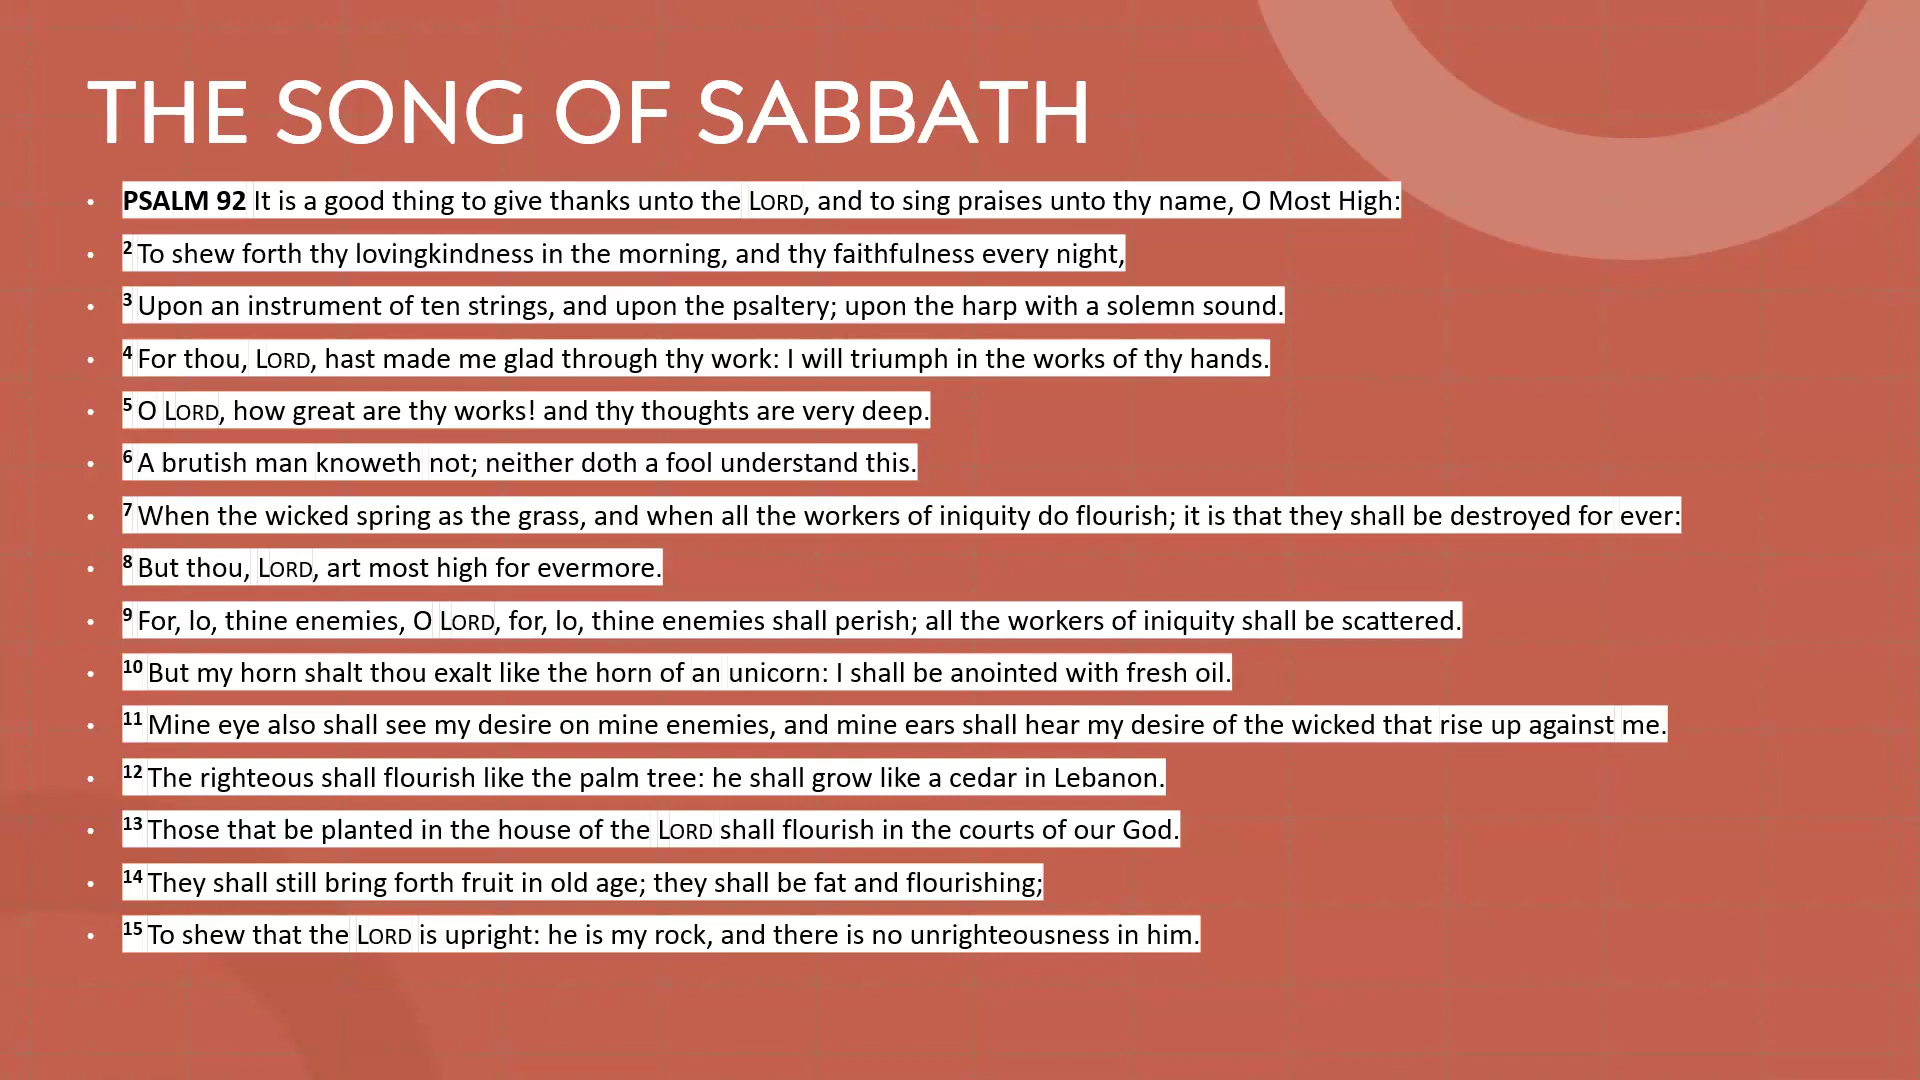 THE SONG OF SABBATH
• PSALM 92 It is a good thing to give thanks unto the LORD, and to sing praises unto thy name, O Most High:
• 2 To shew forth thy lovingkindness in the morning, and thy faithfulness every night,
• 3 Upon an instrument of ten strings, and upon the psaltery; upon the harp with a solemn sound.
• 4 For thou, LORD, hast made me glad through thy work: I will triumph in the works of thy hands.
• 5 O LORD, how great are thy works! and thy thoughts are very deep.
• 6 A brutish man knoweth not; neither doth a fool understand this.
• 7 When the wicked spring as the grass, and when all the workers of iniquity do flourish; it is that they shall be destroyed for ever:
• 8 But thou, LORD, art most high for evermore.
• 9 For, lo, thine enemies, O LORD, for, lo, thine enemies shall perish; all the workers of iniquity shall be scattered.
• 10 But my horn shalt thou exalt like the horn of an unicorn: I shall be anointed with fresh oil.
• 11 Mine eye also shall see my desire on mine enemies, and mine ears shall hear my desire of the wicked that rise up against me.
• 12 The righteous shall flourish like the palm tree: he shall grow like a cedar in Lebanon.
• 13 Those that be planted in the house of the LORD shall flourish in the courts of our God.
• 14 They shall still bring forth fruit in old age; they shall be fat and flourishing;
• 15 To shew that the LORD is upright: he is my rock, and there is no unrighteousness in him.